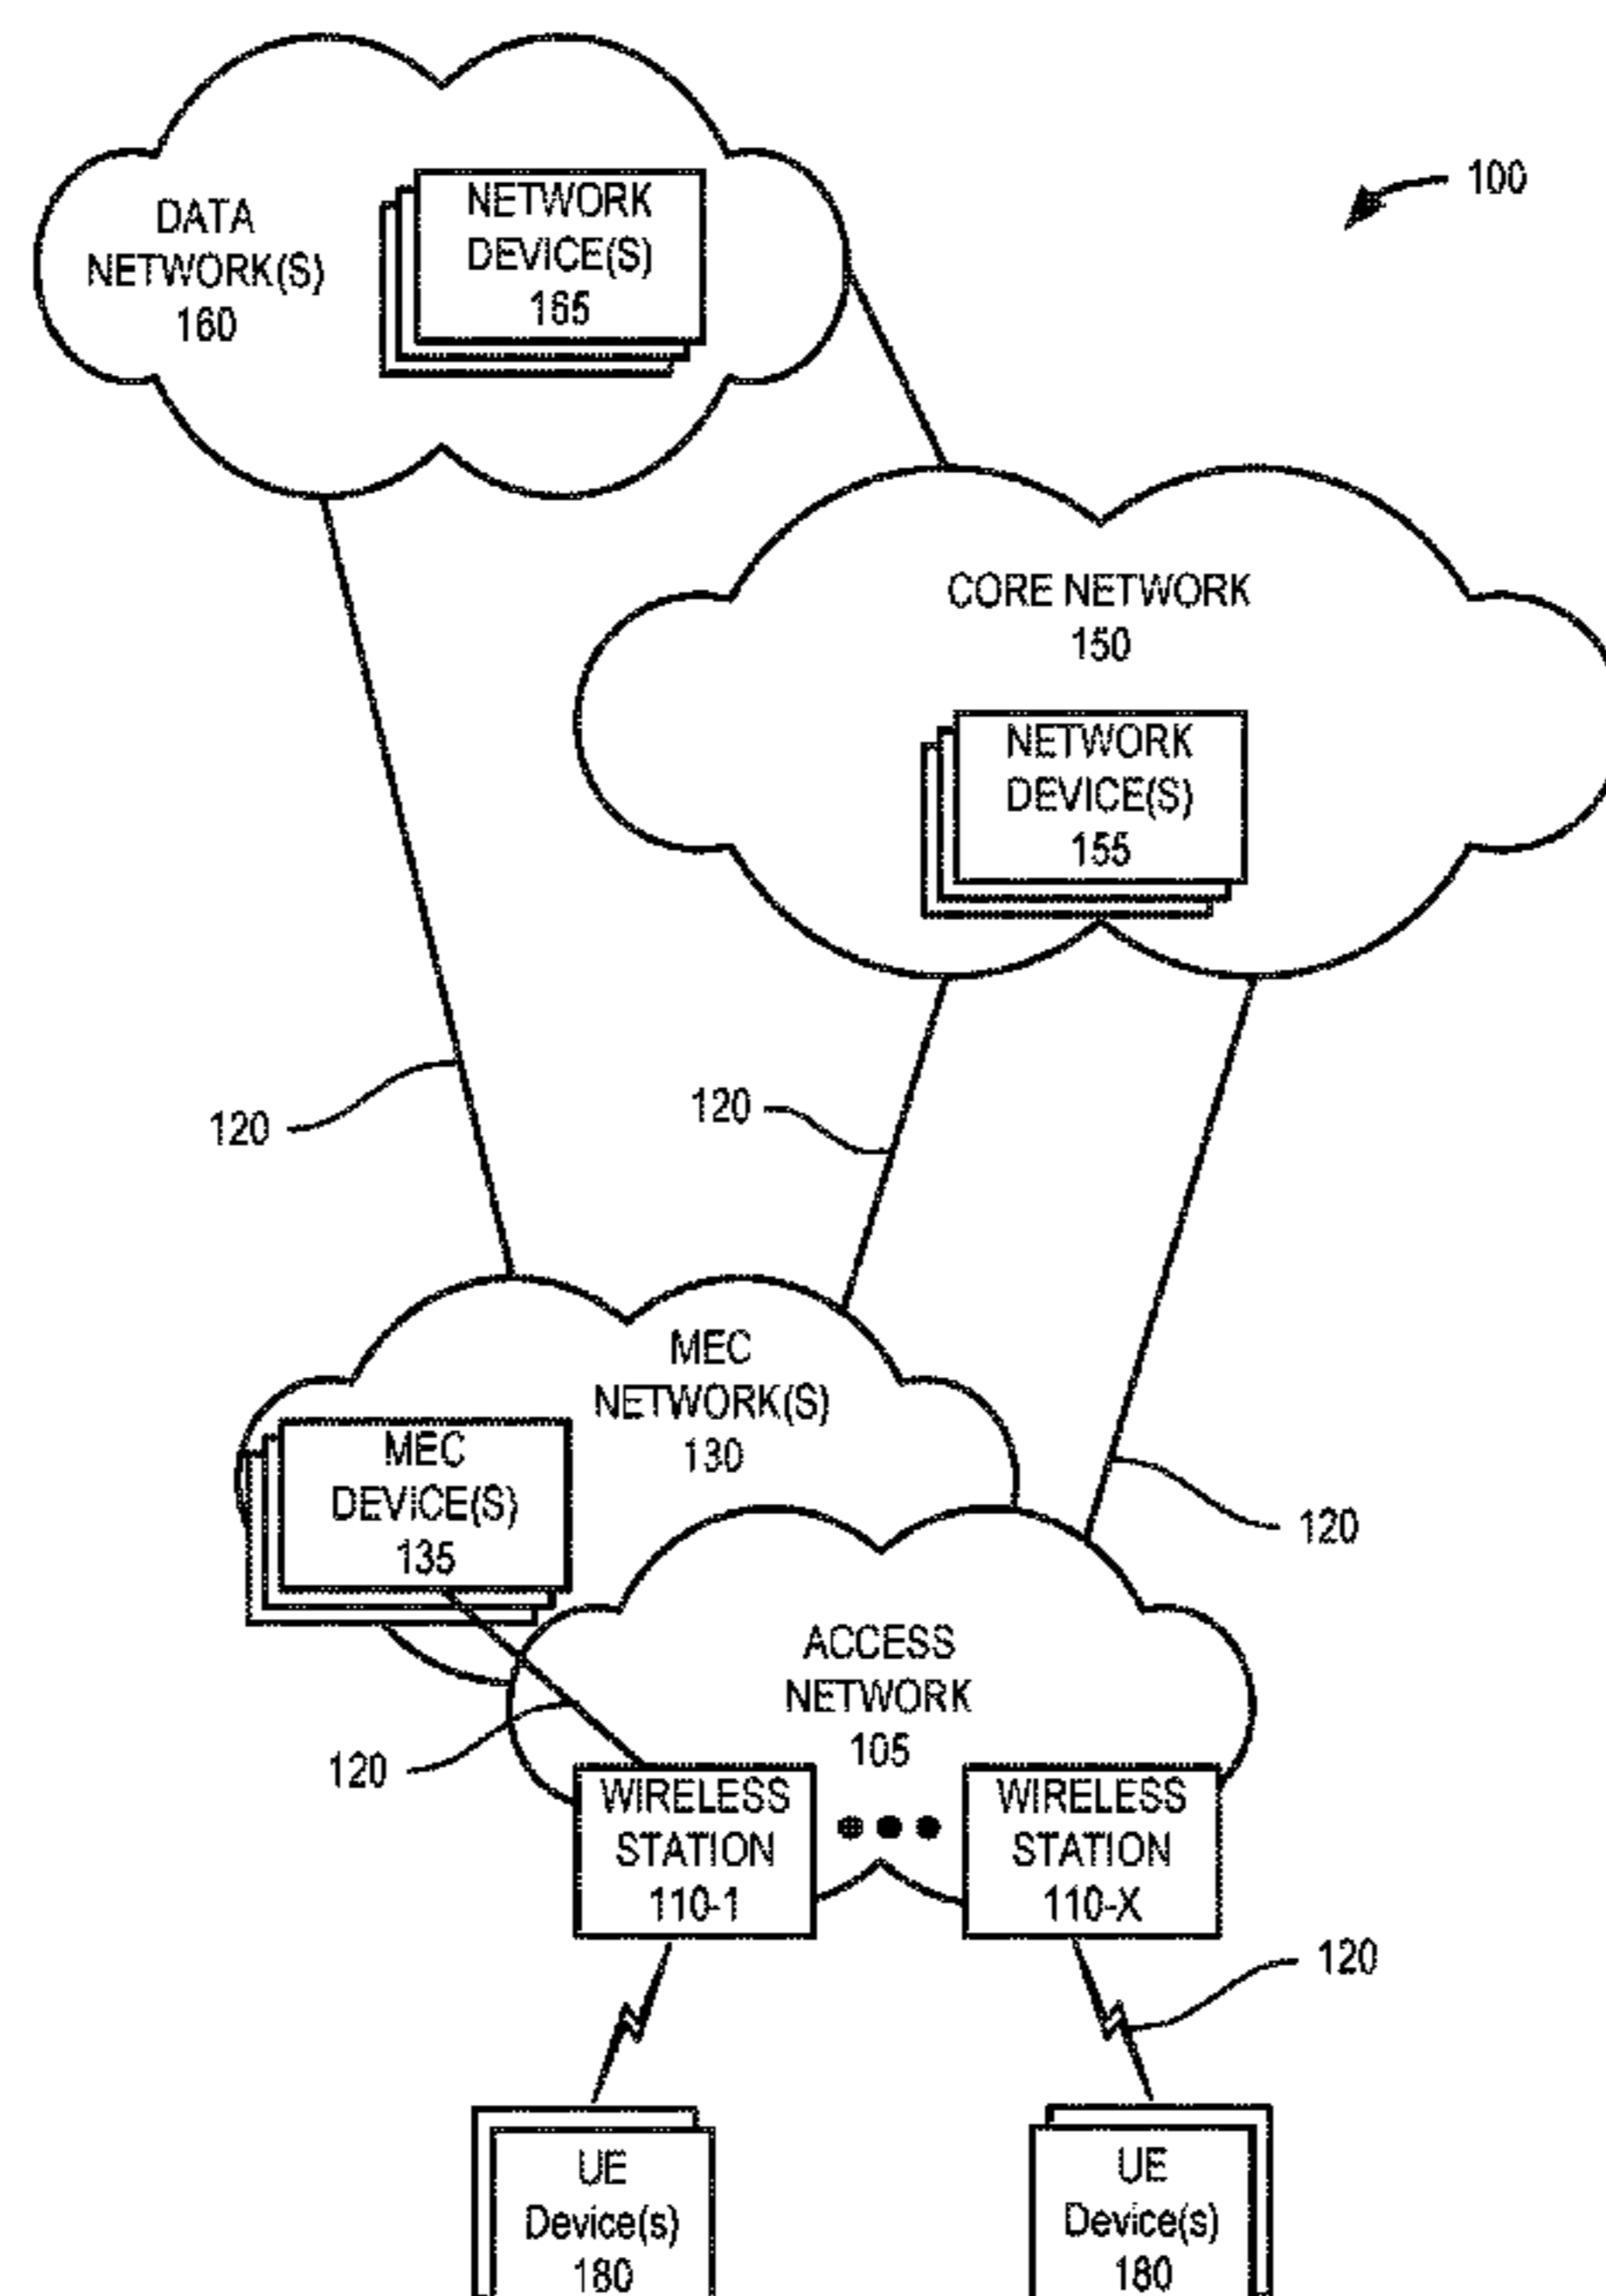 100
DATA
NETWORK(S)
160
NETWORK
DEVICE(S)
165
CORE NETWORK
150
NETWORK
DEVICE(S)
155
120
120
MEC
NETWORK(S)
130
MEC
DEVICE(S)
135
120
ACCESS
NETWORK
105
120
WIRELESS
STATION
110-1
WIRELESS
STATION
110-X
120
UE
Device(s)
180
UE
Device(s)
180